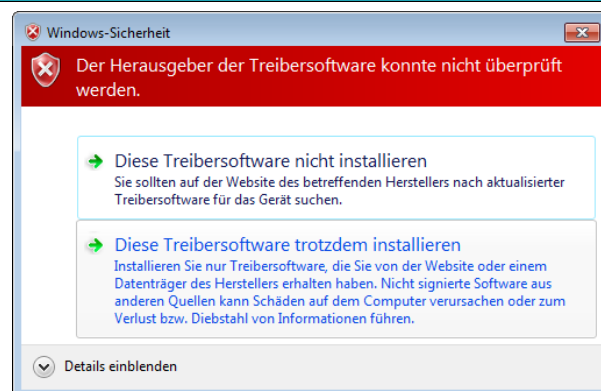 Windows-Sicherheit
Der Herausgeber der Treibersoftware konnte nicht überprüft
werden.
Diese Treibersoftware nicht installieren
Sie sollten auf der Website des betreffenden Herstellers nach aktualisierter
Treibersoftware für das Gerät suchen.
Diese Treibersoftware trotzdem installieren
Installieren Sie nur Treibersoftware, die Sie von der Website oder einem
Datenträger des Herstellers erhalten haben. Nicht signierte Software aus
anderen Quellen kann Schäden auf dem Computer verursachen oder zum
Verlust bzw. Diebstahl von Informationen führen.
Details einblenden